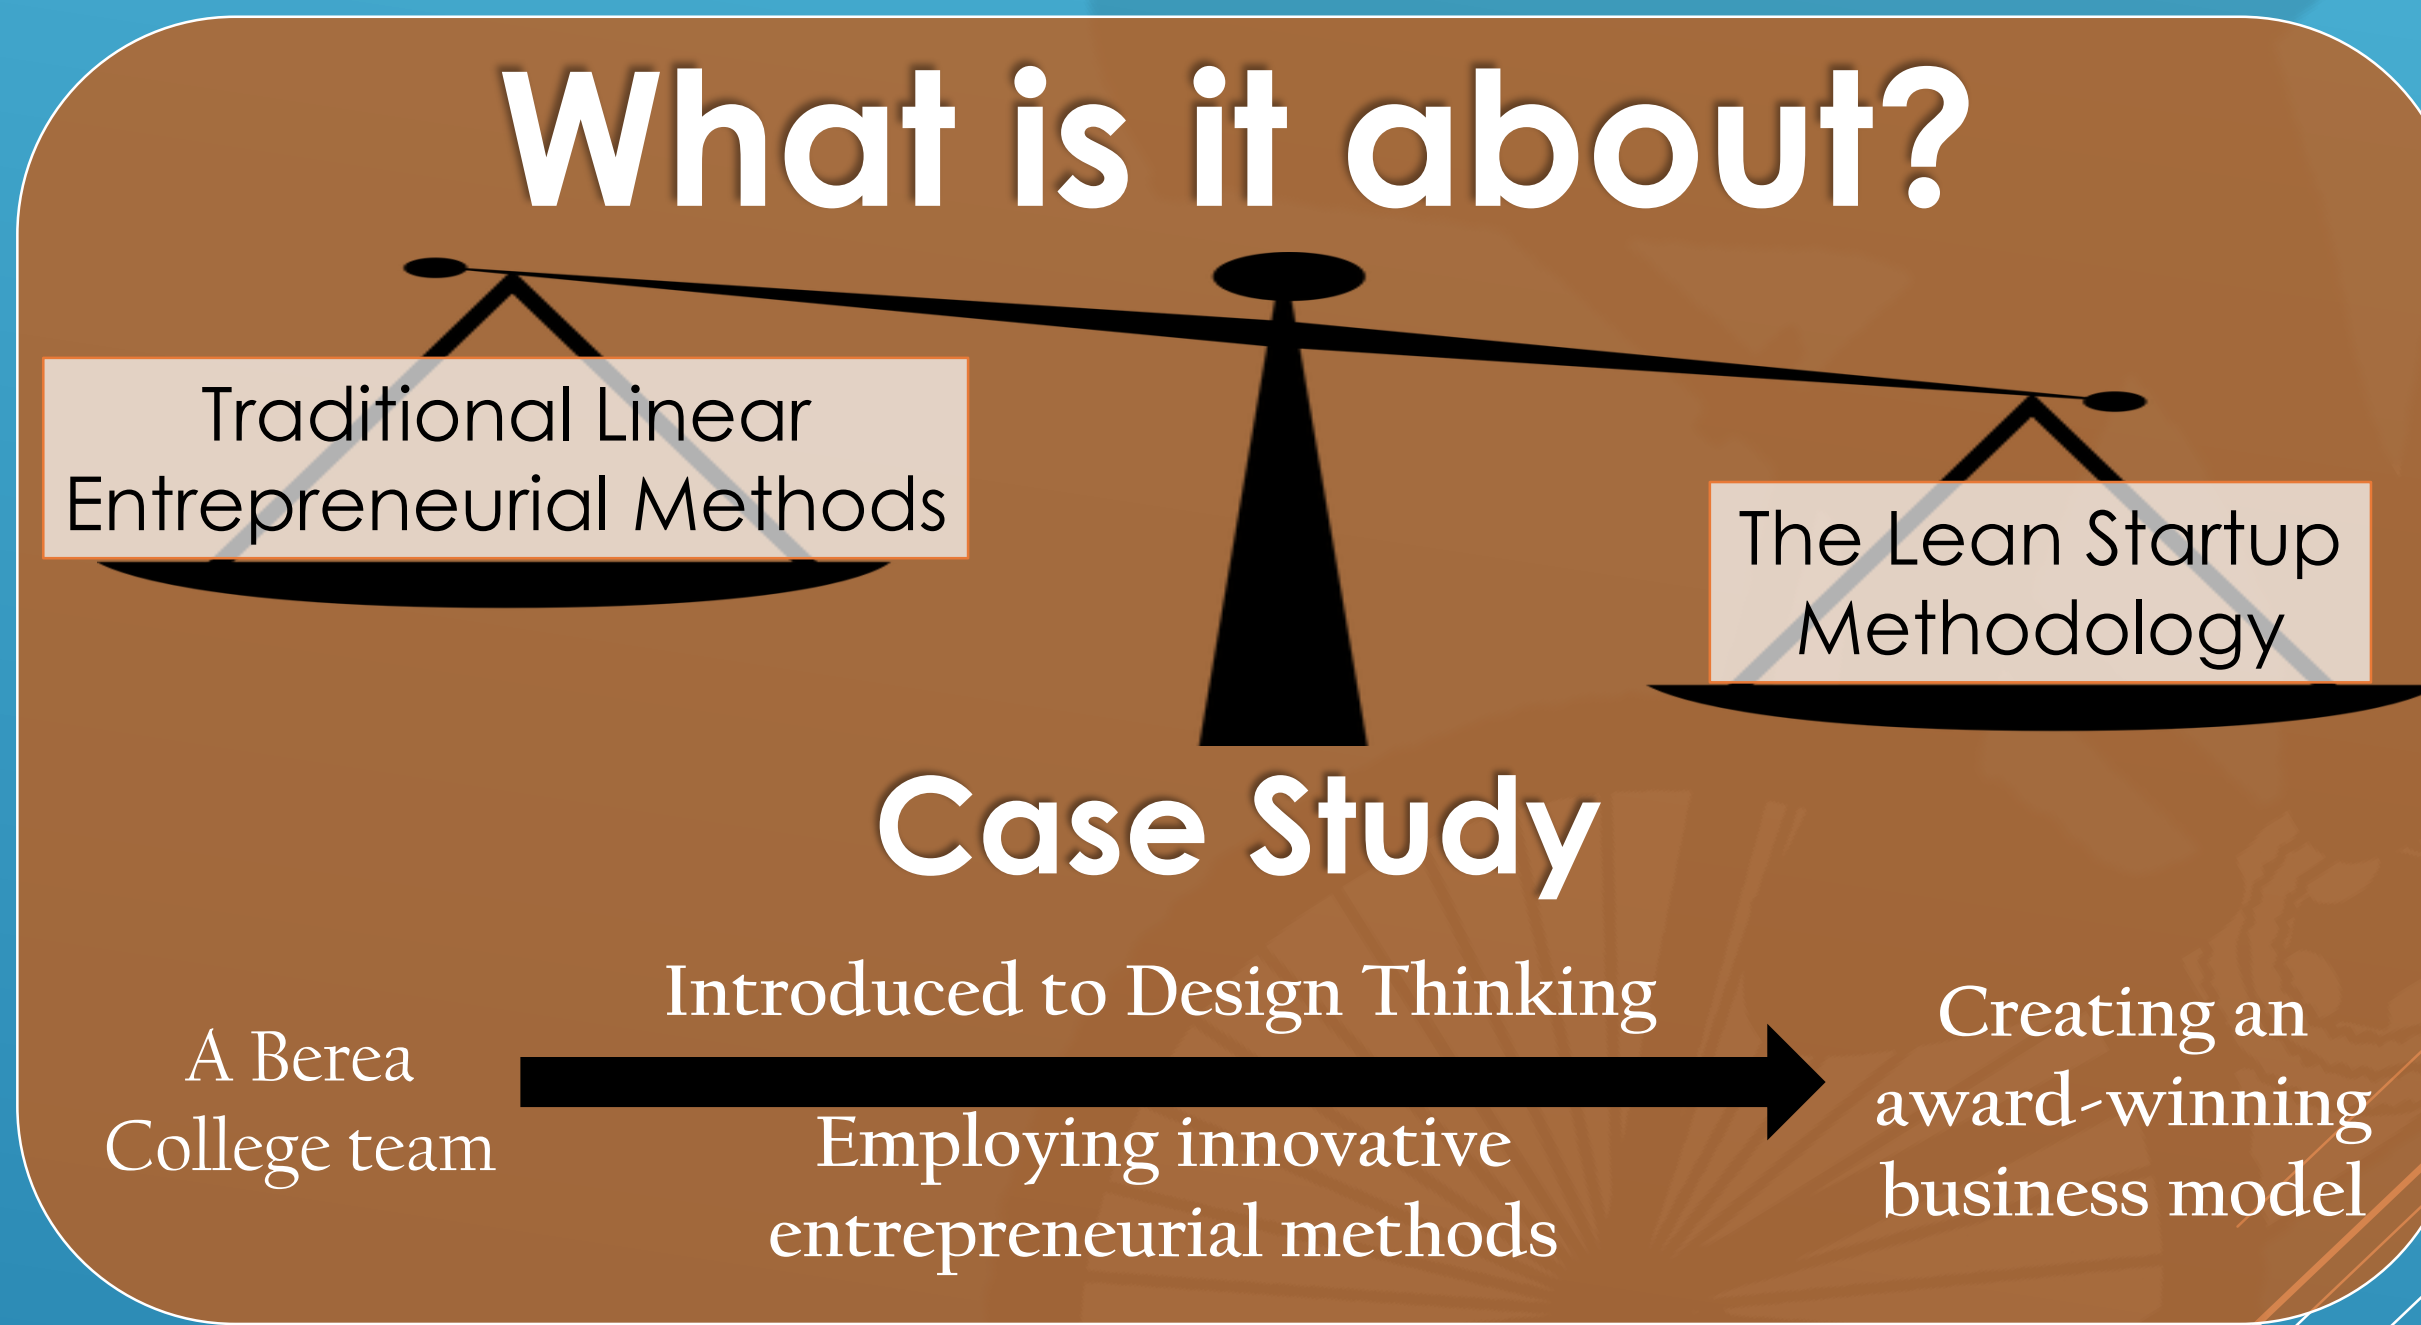 What is it about?
Traditional Linear
Entrepreneurial Methods
The Lean Startup
Methodology
Case Study
A Berea
College team
Introduced to Design Thinking
Employing innovative
entrepreneurial methods
Creating an
award-winning
business model